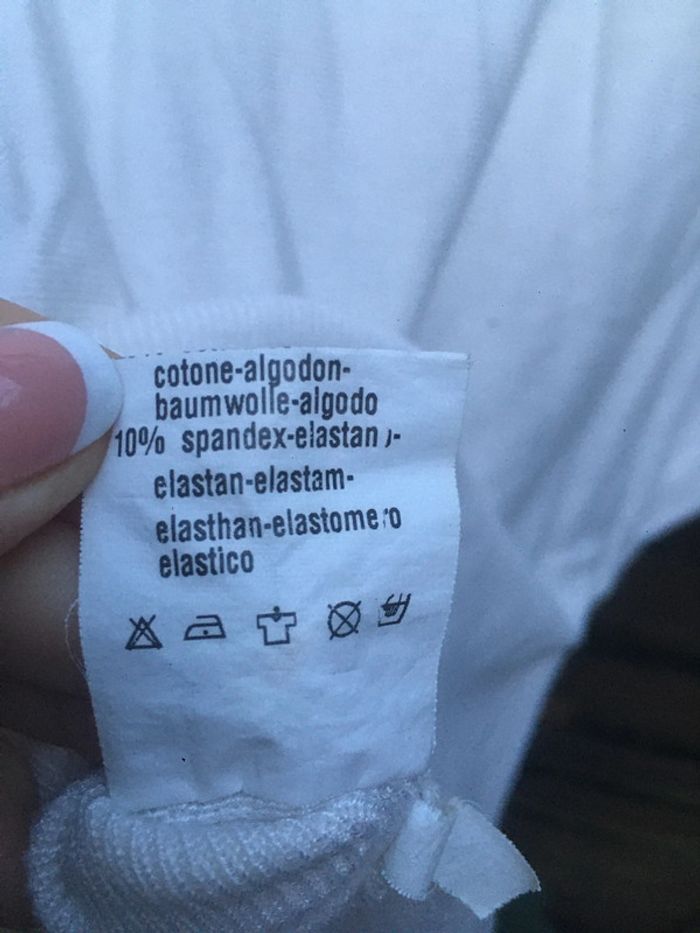 cotone-algodon-
baumwolle-algodo
10% spandex-elastan
elastan-elastam-
elasthan-elastomero
elastico